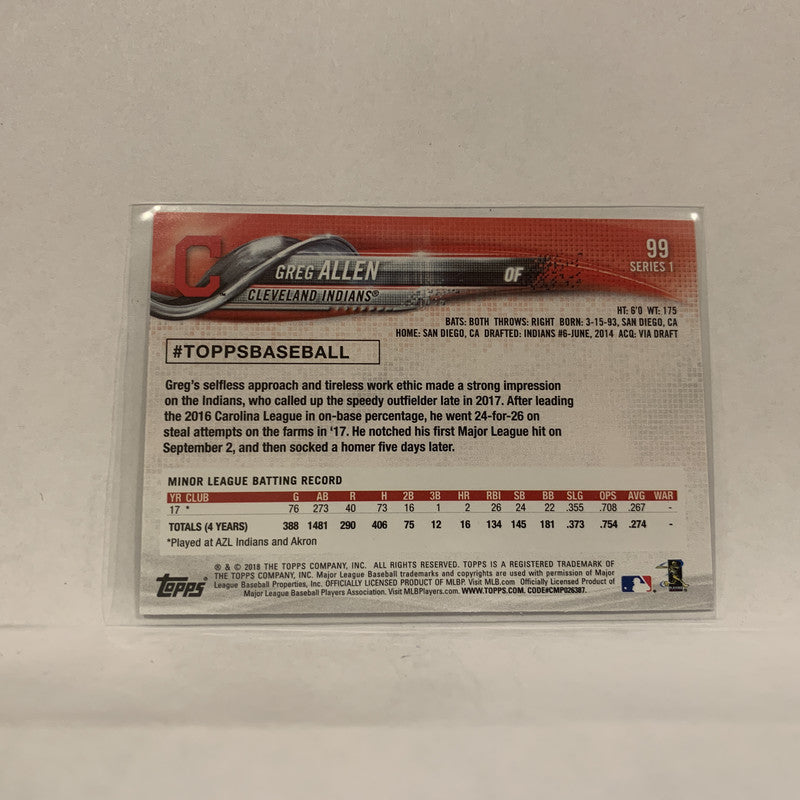 C
GREG ALLEN
OF
CLEVELAND INDIANS®
99
SERIES 1
HT: 6'0 WT: 175
BATS: BOTH THROWS: RIGHT BORN: 3-15-93, SAN DIEGO, CA
HOME: SAN DIEGO, CA DRAFTED: INDIANS #6-JUNE, 2014 ACQ: VIA DRAFT
#TOPPSBASEBALL
Greg's selfless approach and tireless work ethic made a strong impression
on the Indians, who called up the speedy outfielder late in 2017. After leading
the 2016 Carolina League in on-base percentage, he went 24-for-26 on
steal attempts on the farms in '17. He notched his first Major League hit on
September 2, and then socked a homer five days later.
MINOR LEAGUE BATTING RECORD
YR CLUB G AB R H 2B 3B HR RBI SB BB SLG OPS AVG WAR
17 * 76 273 40 73 16 1 2 26 24 22 .355 .708 .267 -
TOTALS (4 YEARS) 388 1481 290 406 75 12 16 134 145 181 .373 .754 .274 -
*Played at AZL Indians and Akron
® & © 2018 THE TOPPS COMPANY, INC. ALL RIGHTS RESERVED. TOPPS IS A REGISTERED TRADEMARK OF
THE TOPPS COMPANY, INC. Major League Baseball trademarks and copyrights are used with permission of Major
League Baseball Properties, Inc. OFFICIALLY LICENSED PRODUCT OF MLBP. Visit MLB.com. Officially Licensed Product of
Major League Baseball Players Association. Visit MLBPlayers.com. WWW.TOPPS.COM. CODE#CMP026387.
topps®